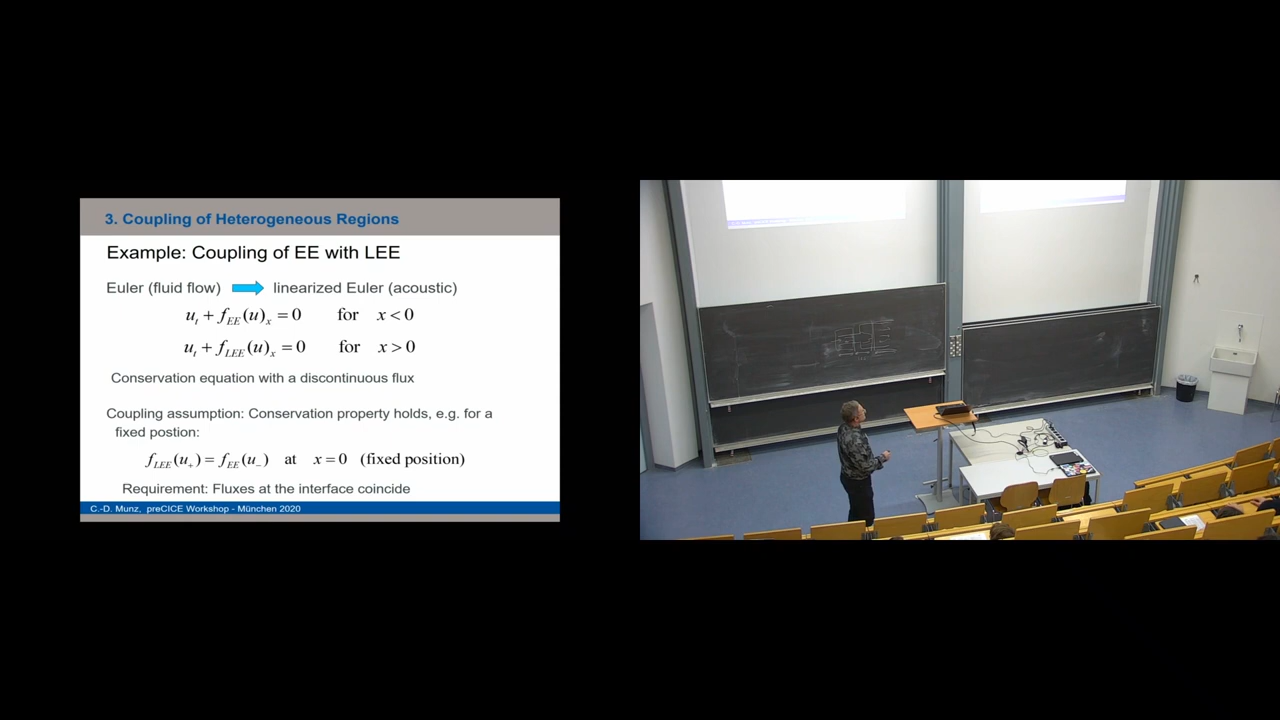 3. Coupling of Heterogeneous Regions
Example: Coupling of EE with LEE
Euler (fluid flow) linearized Euler (acoustic)
u_t + f_EE(u)_x = 0 for x < 0
u_t + f_LEE(u)_x = 0 for x > 0
Conservation equation with a discontinuous flux
Coupling assumption: Conservation property holds, e.g. for a
fixed postion:
f_LEE(u_+) = f_EE(u_-) at x = 0 (fixed position)
Requirement: Fluxes at the interface coincide
C.-D. Munz, preCICE Workshop - München 2020